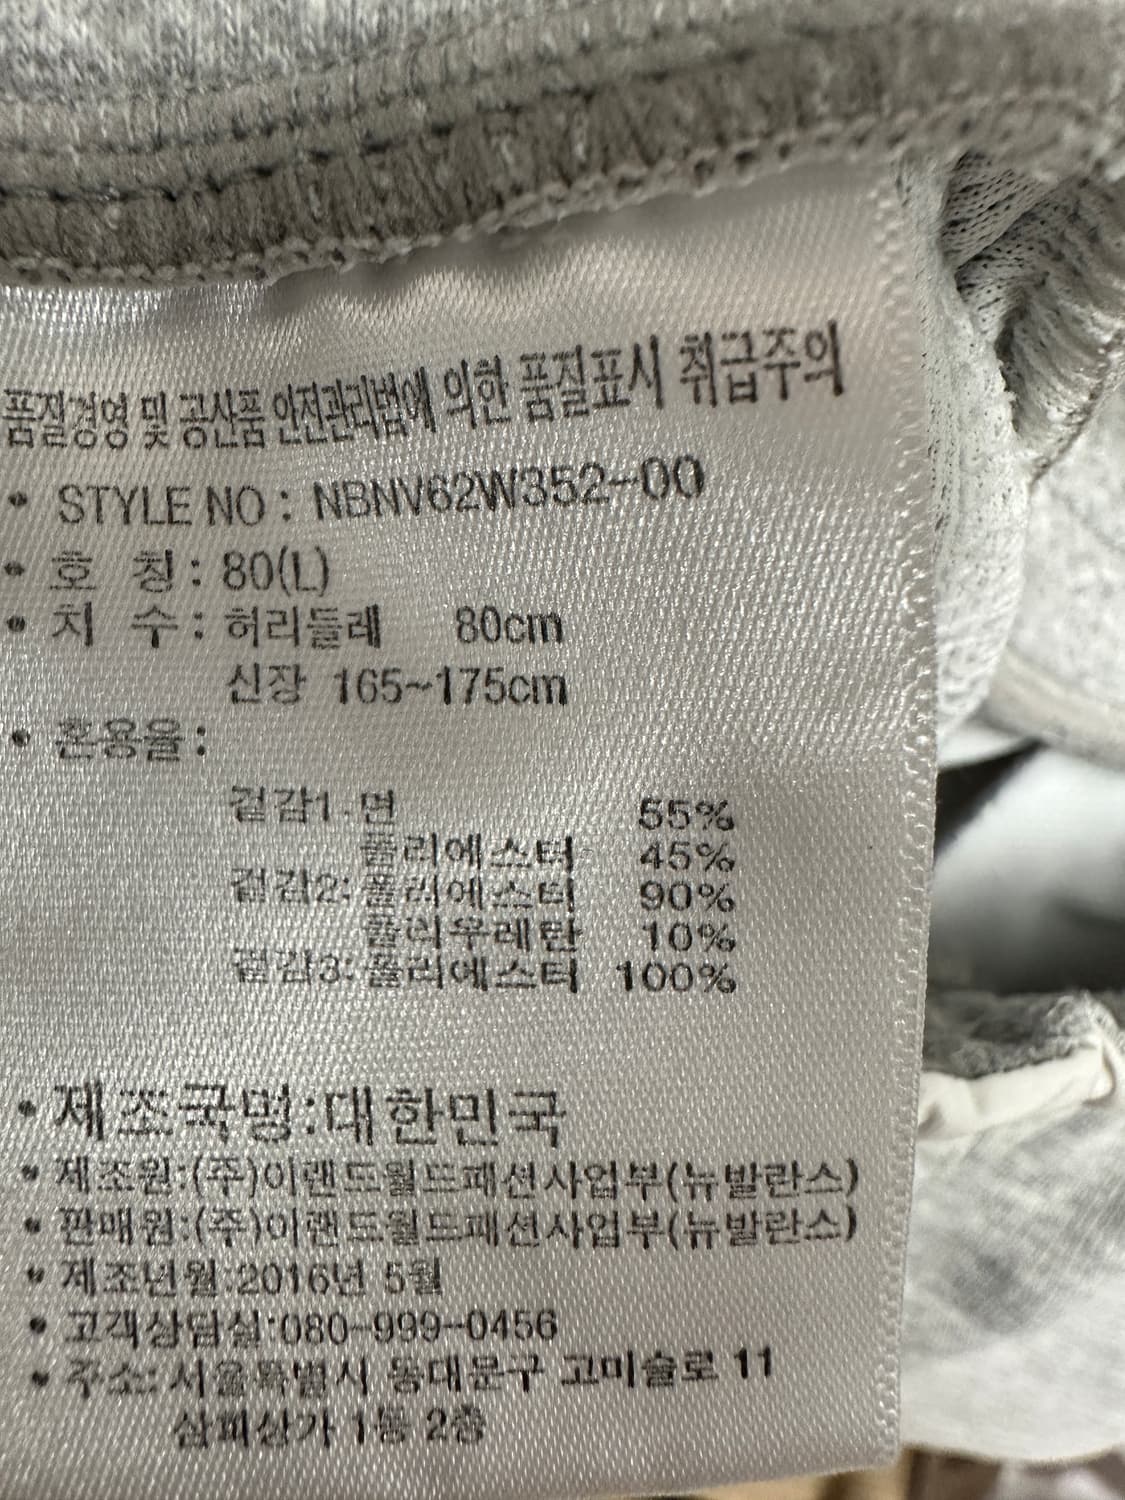 품질경영 및 공산품 안전관리법에 의한 품질표시 취급주의
• STYLE NO : NBNV62W352-00
• 호 칭 : 80(L)
• 치 수 : 허리둘레 80cm
신장 165~175cm
• 혼용율 :
겉감1·면 55%
폴리에스터 45%
겉감2: 폴리에스터 90%
폴리우레탄 10%
겉감3: 폴리에스터 100%
• 제조국명:대한민국
• 제조원:(주)이랜드월드패션사업부(뉴발란스)
• 판매원:(주)이랜드월드패션사업부(뉴발란스)
• 제조년월:2016년 5월
• 고객상담실:080-999-0456
• 주소: 서울특별시 동대문구 고미술로 11
삼피상가 1동 2층